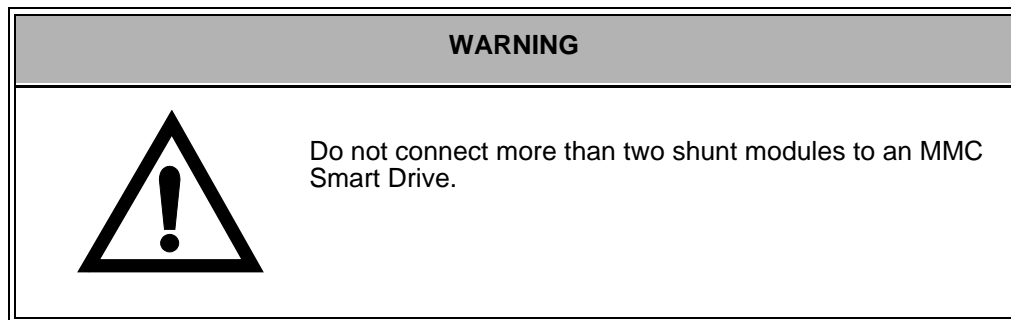 WARNING
Do not connect more than two shunt modules to an MMC
Smart Drive.